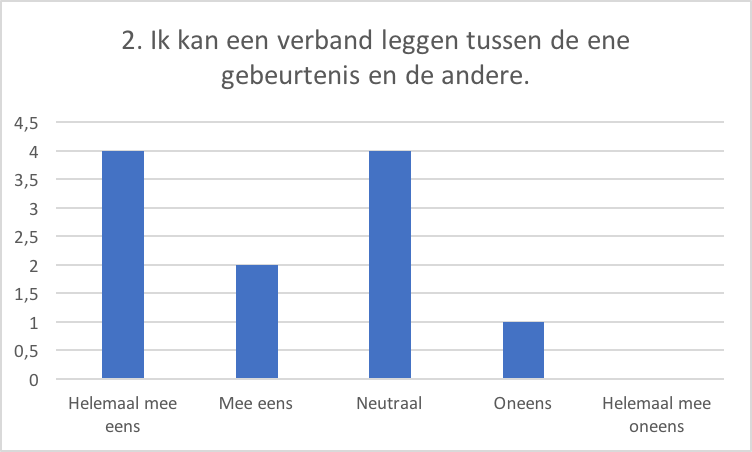 2. Ik kan een verband leggen tussen de ene
gebeurtenis en de andere.
4,5
4
3,5
3
2,5
2
1,5
1
0,5
0
Helemaal mee
eens
Mee eens
Neutraal
Oneens
Helemaal mee
oneens